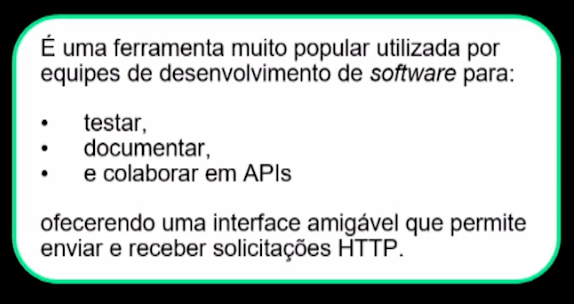 É uma ferramenta muito popular utilizada por
equipes de desenvolvimento de software para:
• testar,
• documentar,
• e colaborar em APIs
ofecerendo uma interface amigável que permite
enviar e receber solicitações HTTP.